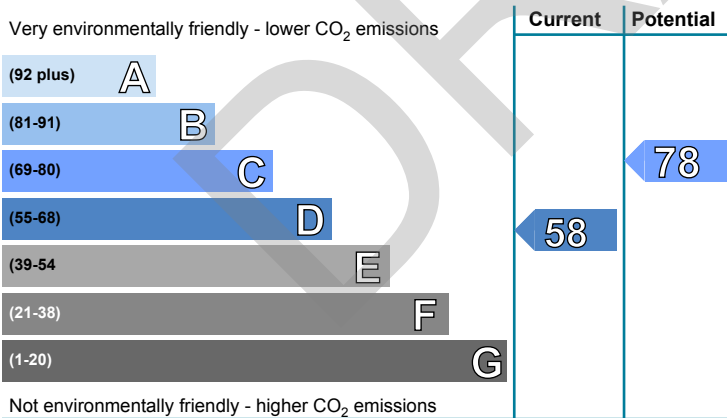 Very environmentally friendly - lower CO₂ emissions
Current Potential
(92 plus) A
(81-91) B
(69-80) C
78
(55-68) D
58
(39-54 E
(21-38) F
(1-20) G
Not environmentally friendly - higher CO₂ emissions